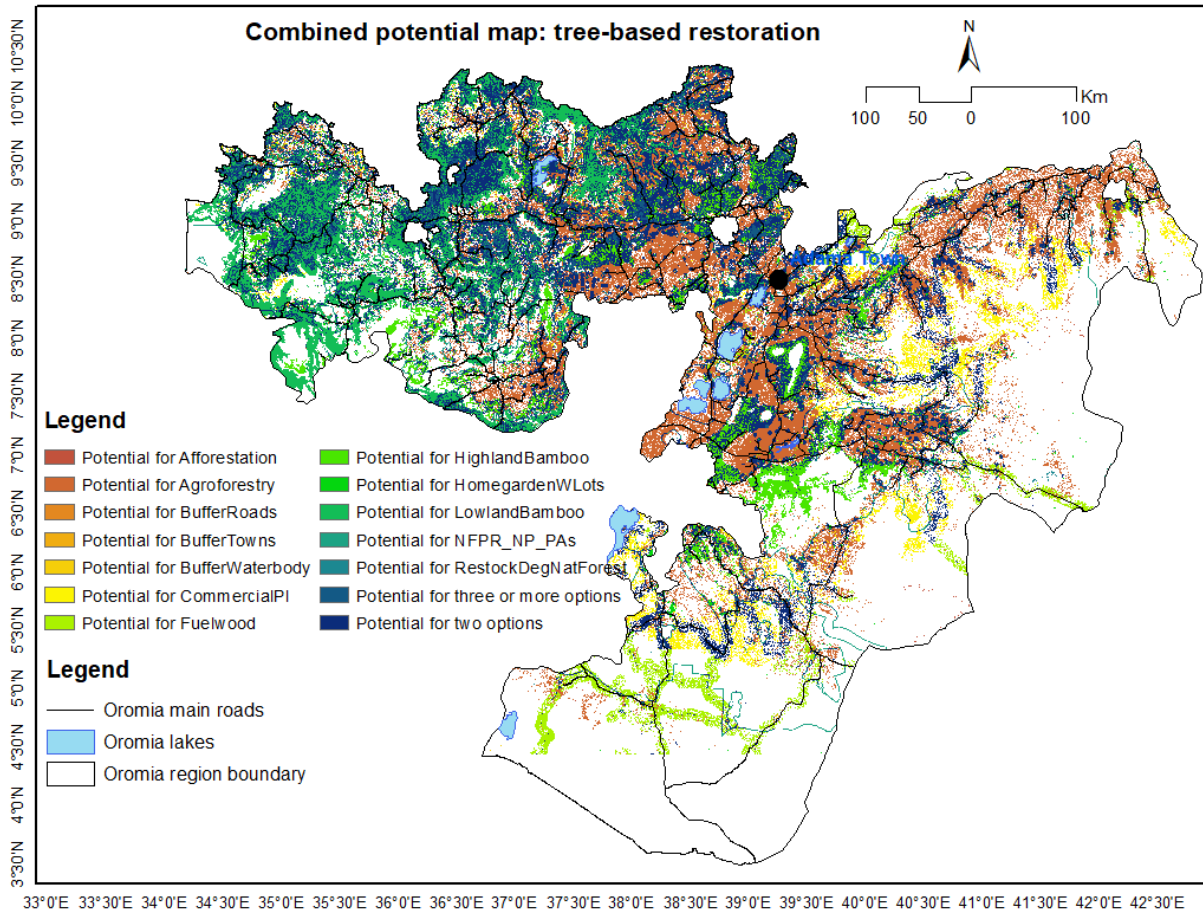 Combined potential map: tree-based restoration
N
Km
100 50 0 100
Adama Town
Legend
Potential for Afforestation
Potential for Agroforestry
Potential for BufferRoads
Potential for BufferTowns
Potential for BufferWaterbody
Potential for CommercialPl
Potential for Fuelwood
Potential for HighlandBamboo
Potential for HomegardenWLots
Potential for LowlandBamboo
Potential for NFPR_NP_PAs
Potential for RestockDegNatForest
Potential for three or more options
Potential for two options
Legend
Oromia main roads
Oromia lakes
Oromia region boundary
10°30'N
10°0'N
9°30'N
9°0'N
8°30'N
8°0'N
7°30'N
7°0'N
6°30'N
6°0'N
5°30'N
5°0'N
4°30'N
4°0'N
3°30'N
33°0'E 33°30'E 34°0'E 34°30'E 35°0'E 35°30'E 36°0'E 36°30'E 37°0'E 37°30'E 38°0'E 38°30'E 39°0'E 39°30'E 40°0'E 40°30'E 41°0'E 41°30'E 42°0'E 42°30'E